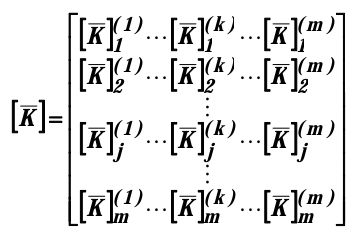 [K̅]_1^(1) ⋯ [K̅]_1^(k) ⋯ [K̅]_1^(m)
[K̅]_2^(1) ⋯ [K̅]_2^(k) ⋯ [K̅]_2^(m)
⋮
[K̅] = [K̅]_j^(1) ⋯ [K̅]_j^(k) ⋯ [K̅]_j^(m)
⋮
[K̅]_m^(1) ⋯ [K̅]_m^(k) ⋯ [K̅]_m^(m)